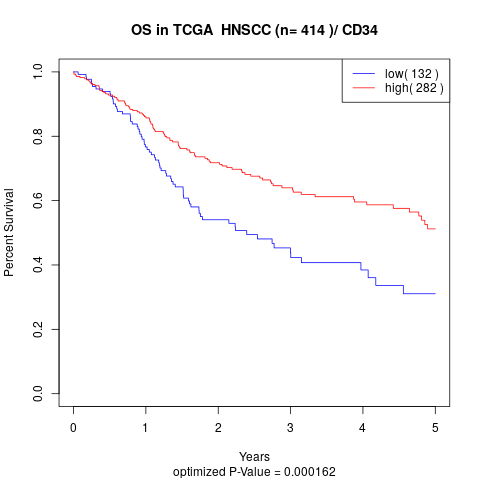 OS in TCGA  HNSCC (n= 414 )/ CD34
low( 132 )
high( 282 )
Percent Survival
1.0
0.8
0.6
0.4
0.2
0.0
0 1 2 3 4 5
Years
optimized P-Value = 0.000162